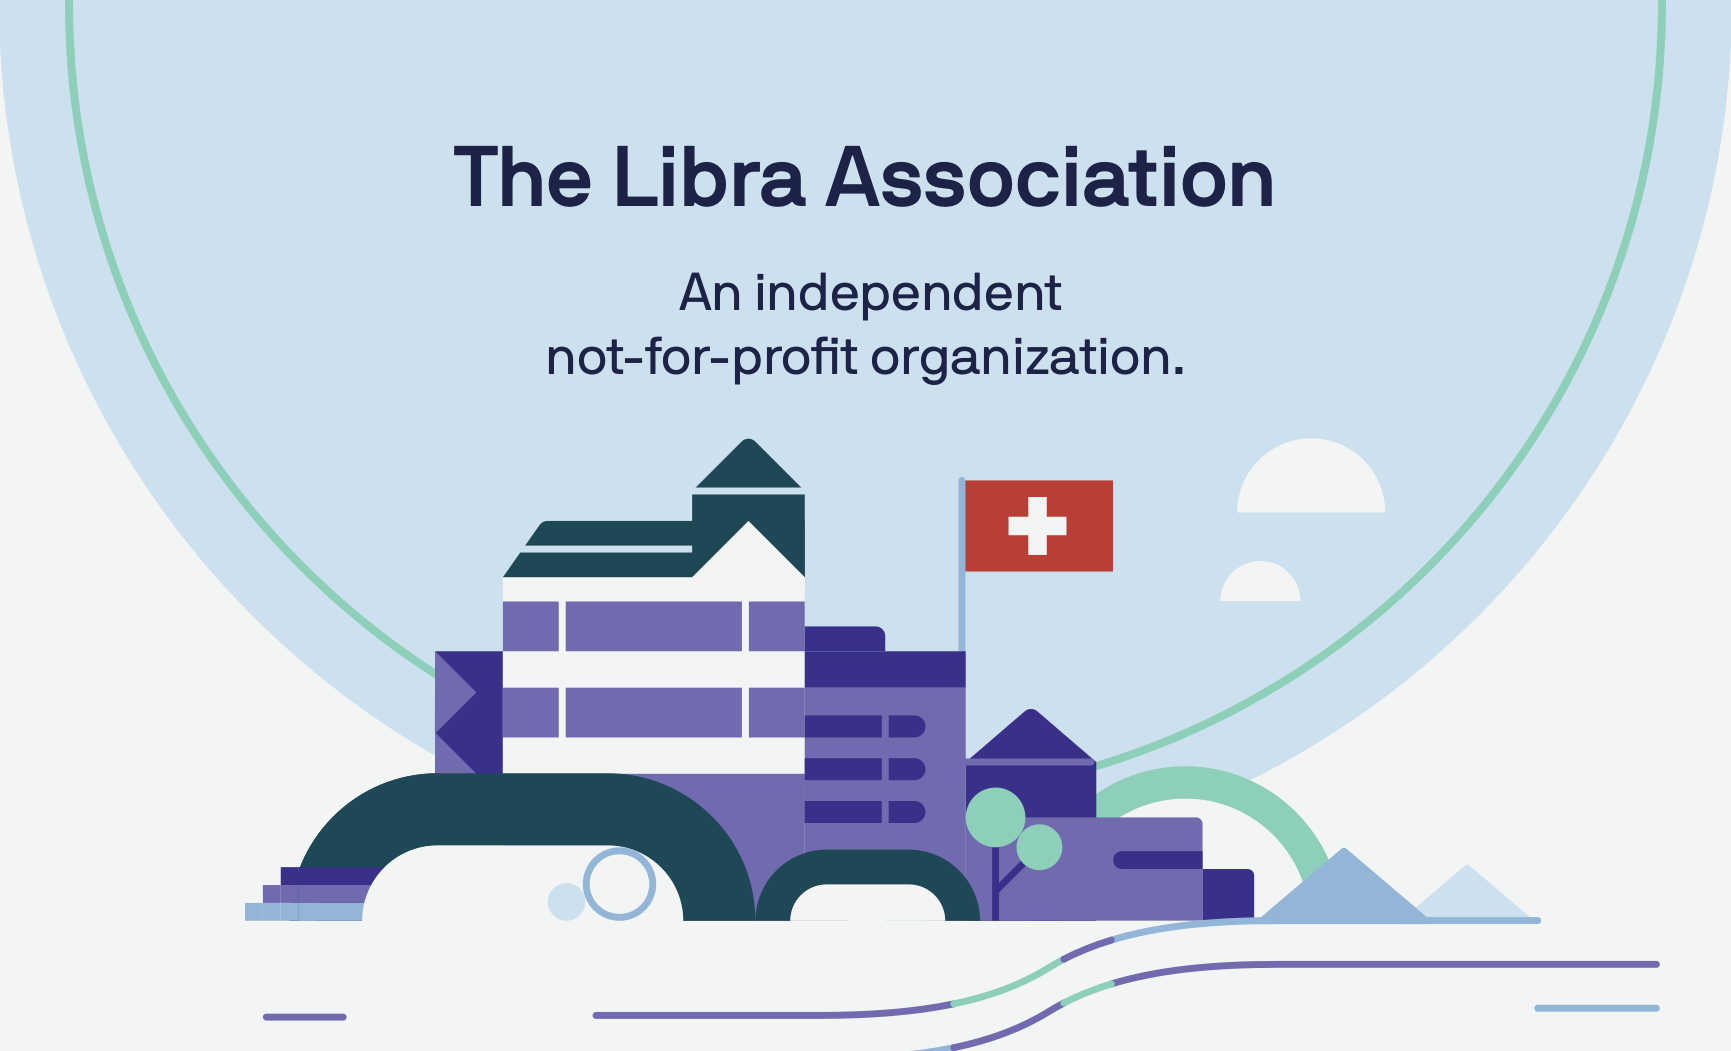 The Libra Association
An independent
not-for-profit organization.